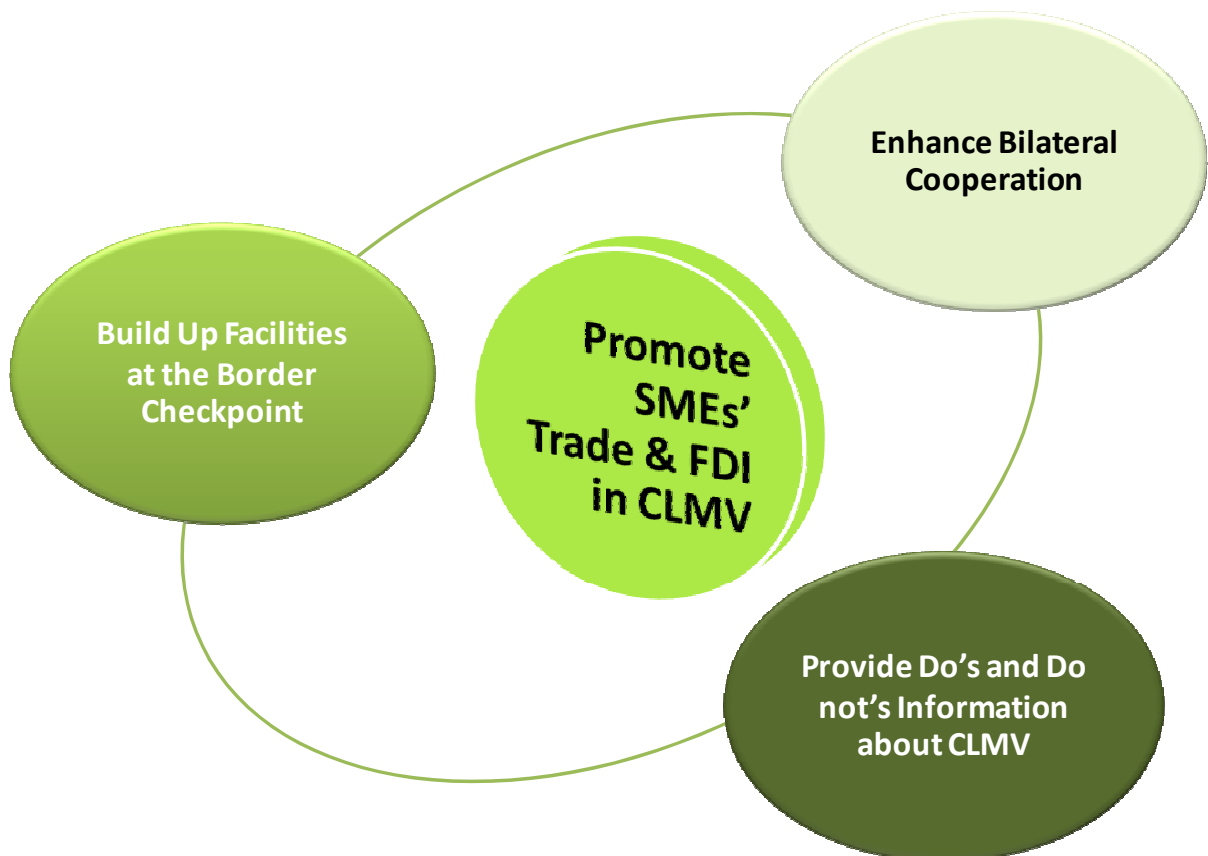 Enhance Bilateral
Cooperation
Build Up Facilities
at the Border
Checkpoint
Promote
SMEs’
Trade & FDI
in CLMV
Provide Do’s and Do
not’s Information
about CLMV